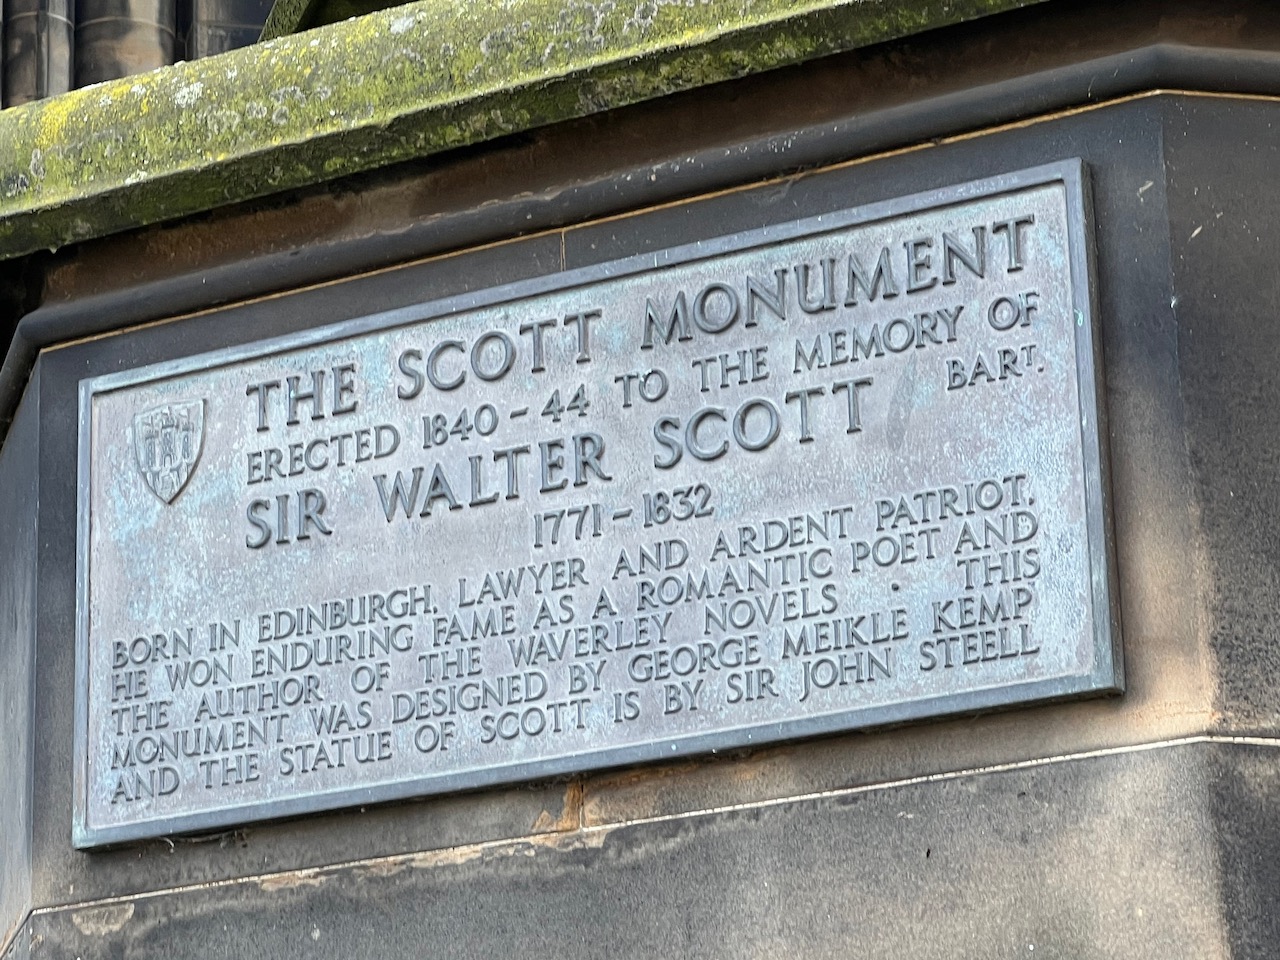 THE SCOTT MONUMENT
ERECTED 1840-44 TO THE MEMORY OF
SIR WALTER SCOTT BART.
1771-1832
BORN IN EDINBURGH, LAWYER AND ARDENT PATRIOT.
HE WON ENDURING FAME AS A ROMANTIC POET AND
THE AUTHOR OF THE WAVERLEY NOVELS . THIS
MONUMENT WAS DESIGNED BY GEORGE MEIKLE KEMP
AND THE STATUE OF SCOTT IS BY SIR JOHN STEELL